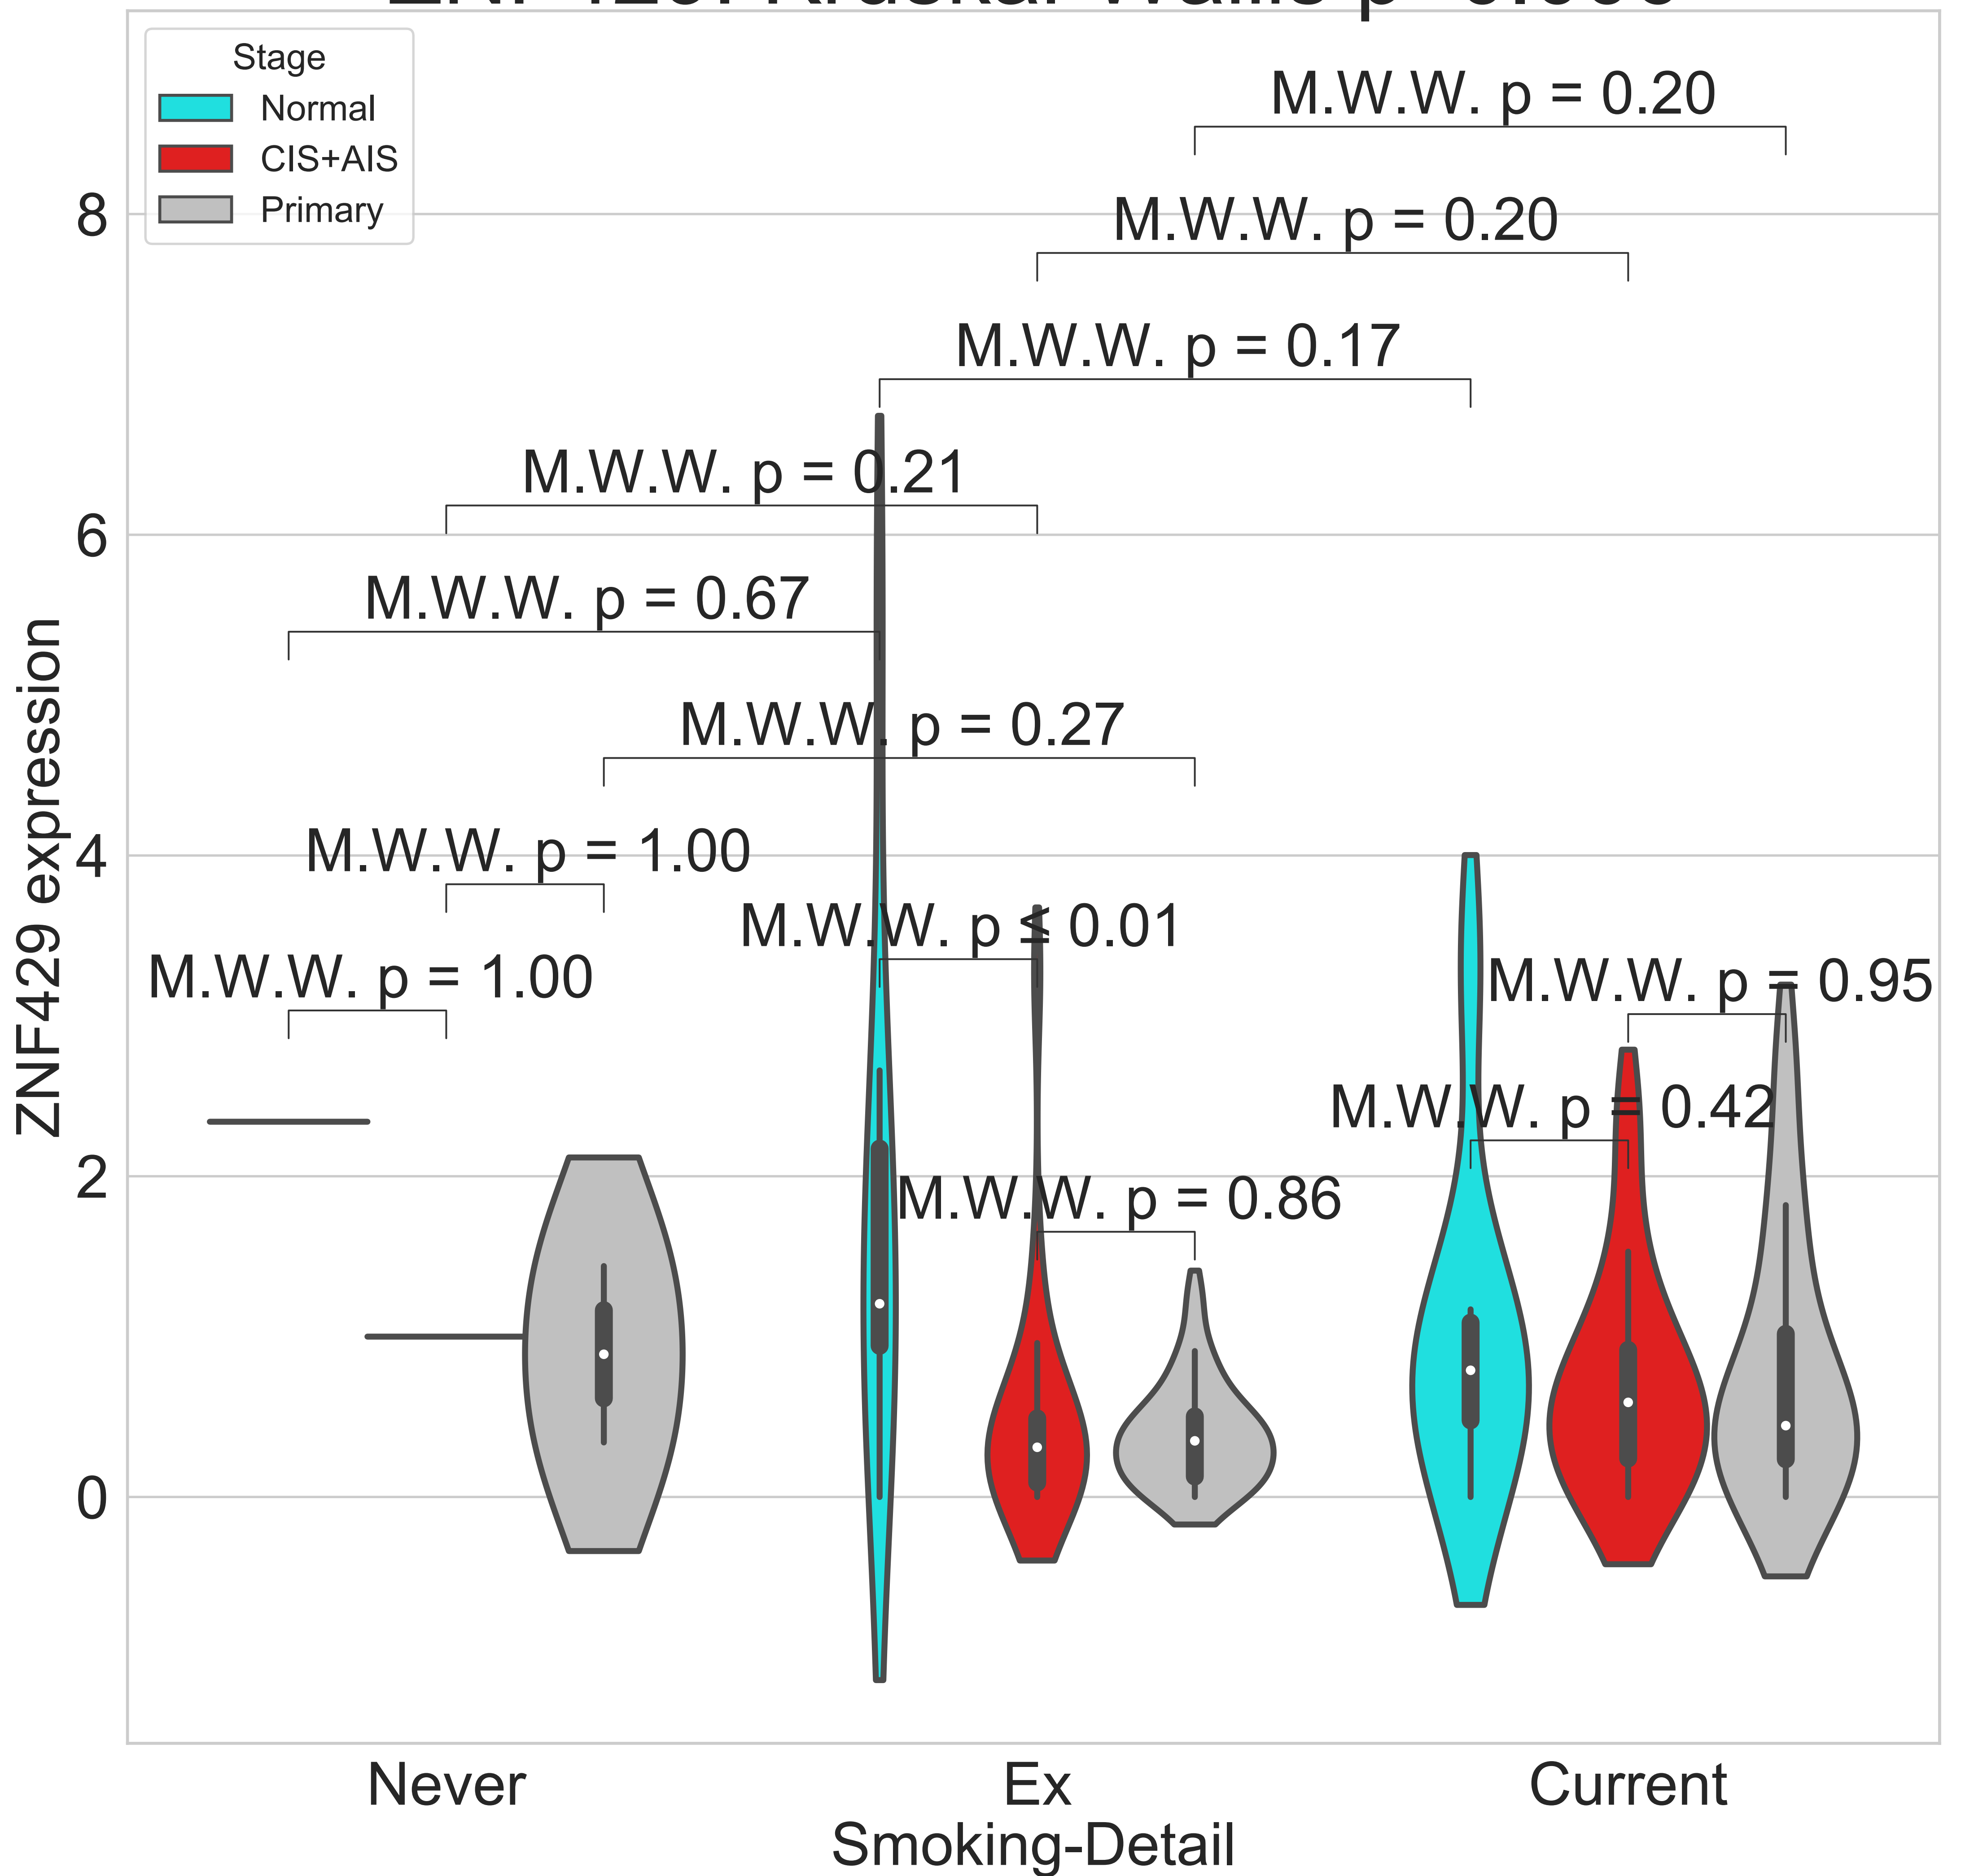 Stage
Normal
CIS+AIS
Primary
M.W.W. p = 0.20
M.W.W. p = 0.20
M.W.W. p = 0.17
M.W.W. p = 0.21
M.W.W. p = 0.67
M.W.W. p = 0.27
M.W.W. p = 1.00
M.W.W. p ≤ 0.01
M.W.W. p = 1.00
M.W.W. p = 0.95
M.W.W. p = 0.42
M.W.W. p = 0.86
8
6
4
2
0
ZNF429 expression
Never
Ex
Current
Smoking-Detail